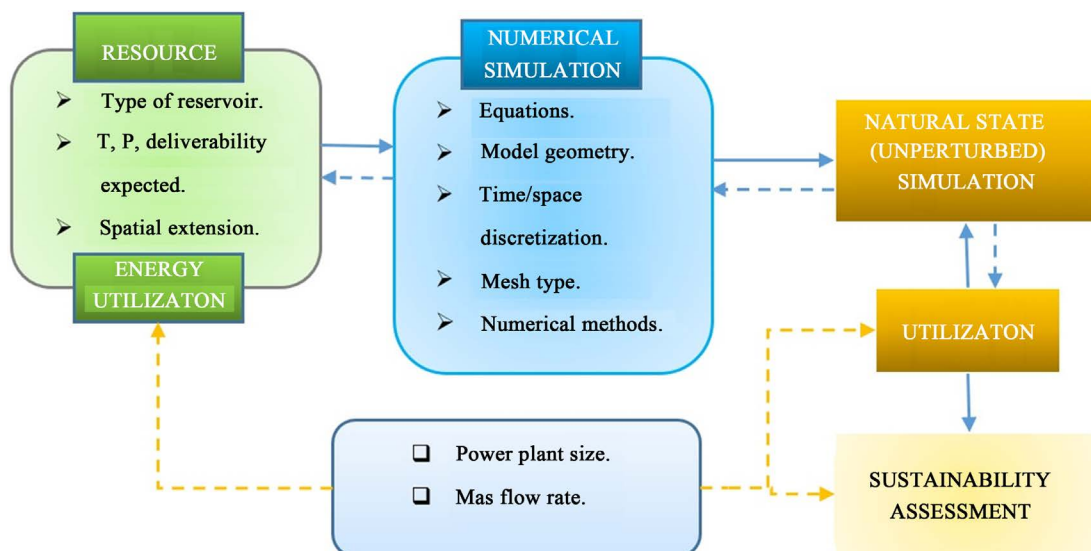 RESOURCE
➢ Type of reservoir.
➢ T, P, deliverability
expected.
➢ Spatial extension.
ENERGY
UTILIZATON
NUMERICAL
SIMULATION
➢ Equations.
➢ Model geometry.
➢ Time/space
discretization.
➢ Mesh type.
➢ Numerical methods.
NATURAL STATE
(UNPERTURBED)
SIMULATION
UTILIZATON
❑ Power plant size.
❑ Mas flow rate.
SUSTAINABILITY
ASSESSMENT